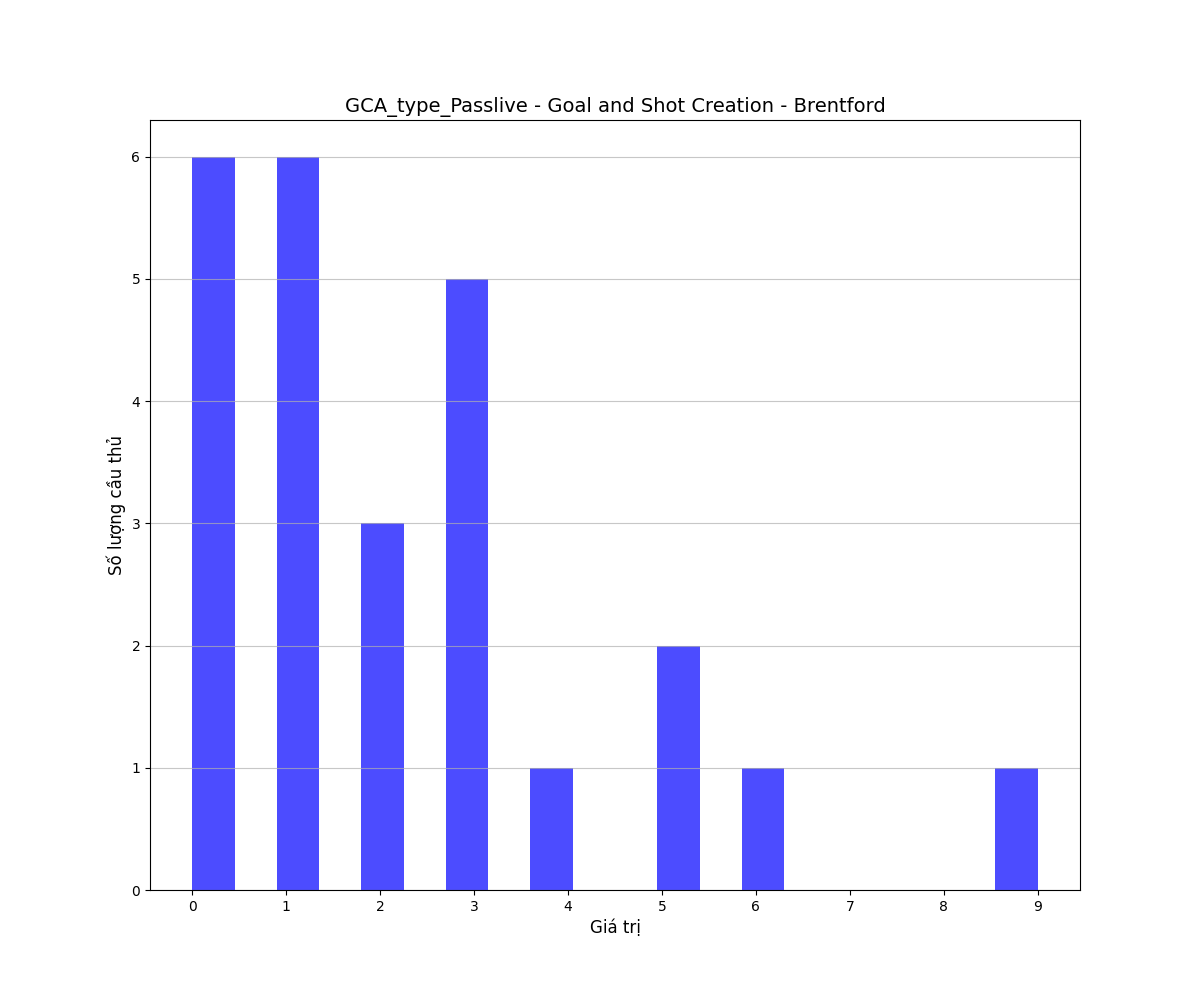 GCA_type_Passlive - Goal and Shot Creation - Brentford
6
5
4
3
2
1
0
Số lượng cầu thủ
0 1 2 3 4 5 6 7 8 9
Giá trị